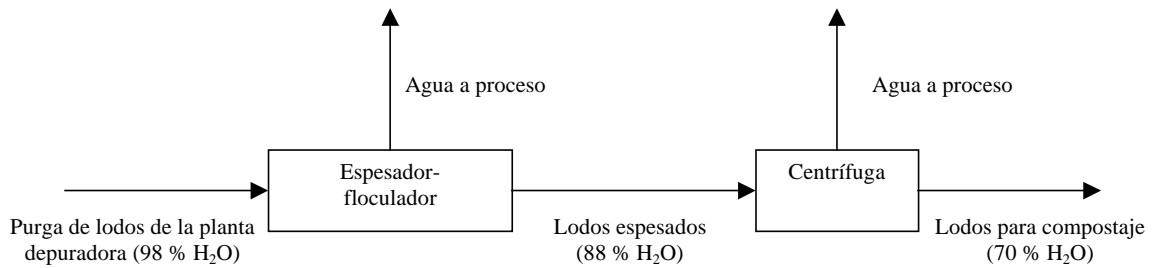 Agua a proceso
Agua a proceso
Espesador-
floculador
Centrífuga
Purga de lodos de la planta
depuradora (98 % H₂O)
Lodos espesados
(88 % H₂O)
Lodos para compostaje
(70 % H₂O)